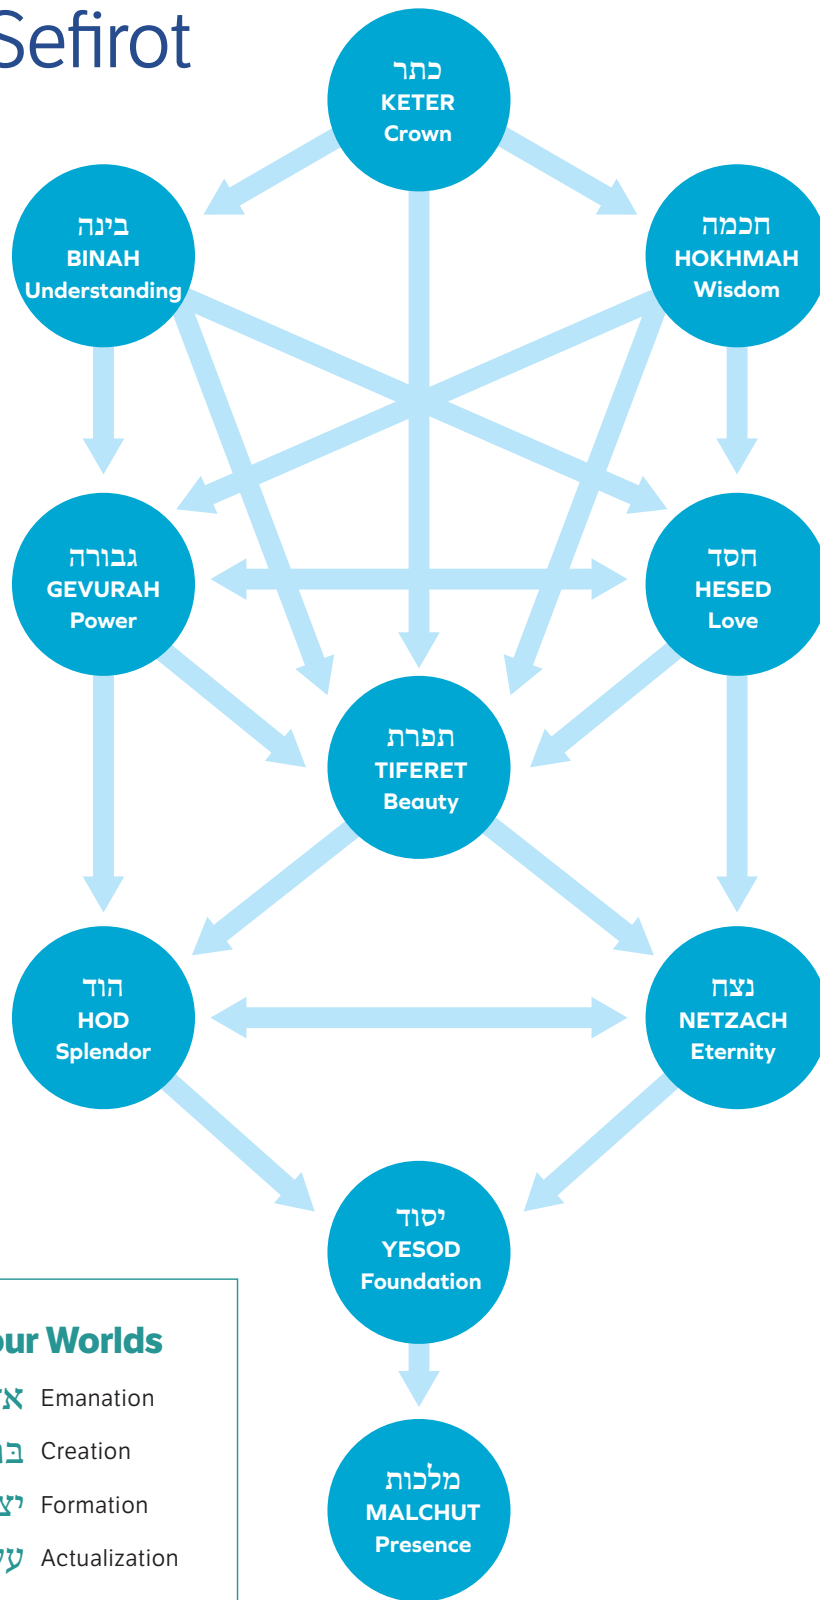 Sefirot
כתר
KETER
Crown
בינה
BINAH
Understanding
חכמה
HOKHMAH
Wisdom
גבורה
GEVURAH
Power
חסד
HESED
Love
תפרת
TIFERET
Beauty
הוד
HOD
Splendor
נצח
NETZACH
Eternity
יסוד
YESOD
Foundation
מלכות
MALCHUT
Presence
Worlds
Emanation
Creation
Formation
Actualization